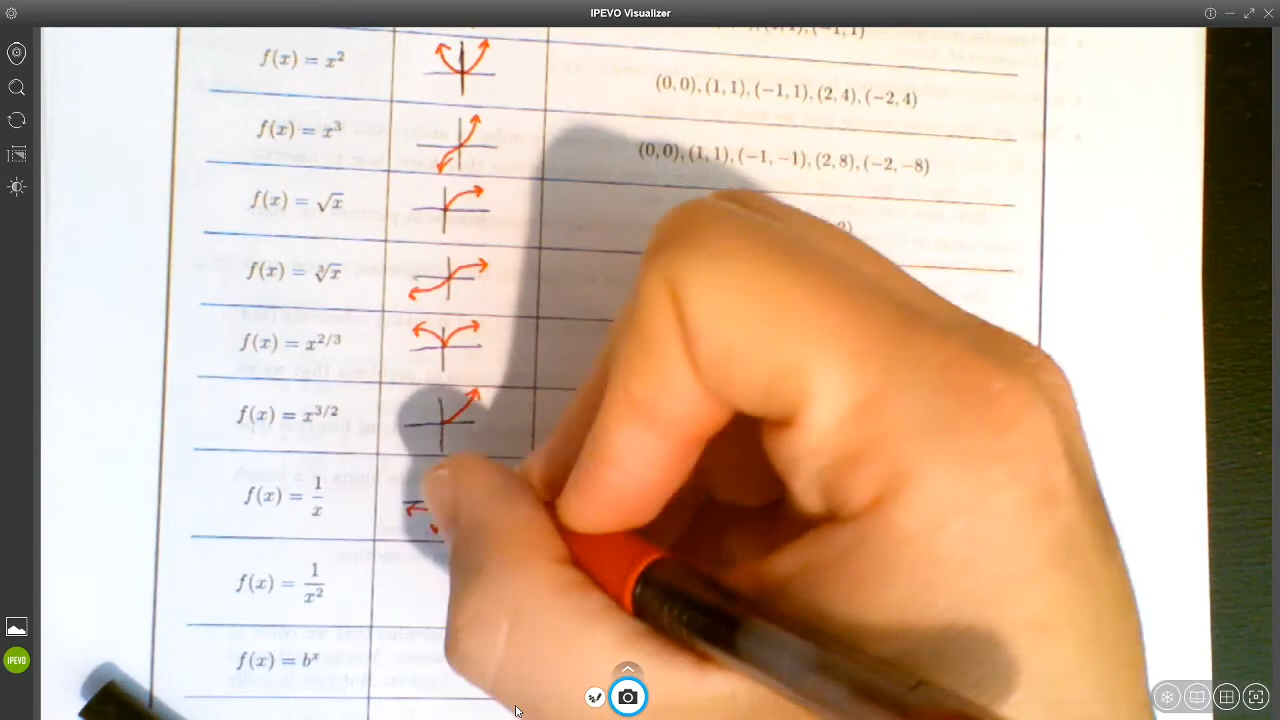 IPEVO Visualizer
f(x) = x² (0, 0), (1, 1), (−1, 1), (2, 4), (−2, 4)
f(x) = x³ (0, 0), (1, 1), (−1, −1), (2, 8), (−2, −8)
f(x) = √x
f(x) = ∛x
f(x) = x^{2/3}
f(x) = x^{3/2}
f(x) = 1/x
f(x) = 1/x²
f(x) = bˣ
IPEVO